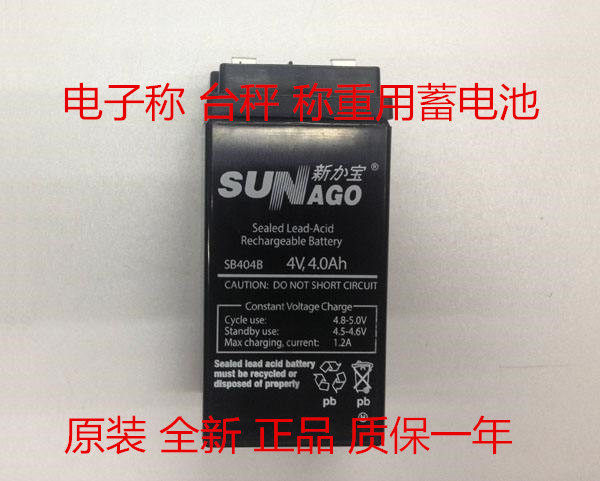 电子称 台秤 称重用蓄电池
SUNAGO 新か宝®
Sealed Lead-Acid
Rechargeable Battery
SB404B 4V, 4.0Ah
CAUTION: DO NOT SHORT CIRCUIT
Constant Voltage Charge
Cycle use: 4.8-5.0V
Standby use: 4.5-4.6V
Max charging, current: 1.2A
Sealed lead acid battery
must be recycled or
disposed of properly
pb pb
原装 全新 正品 质保一年